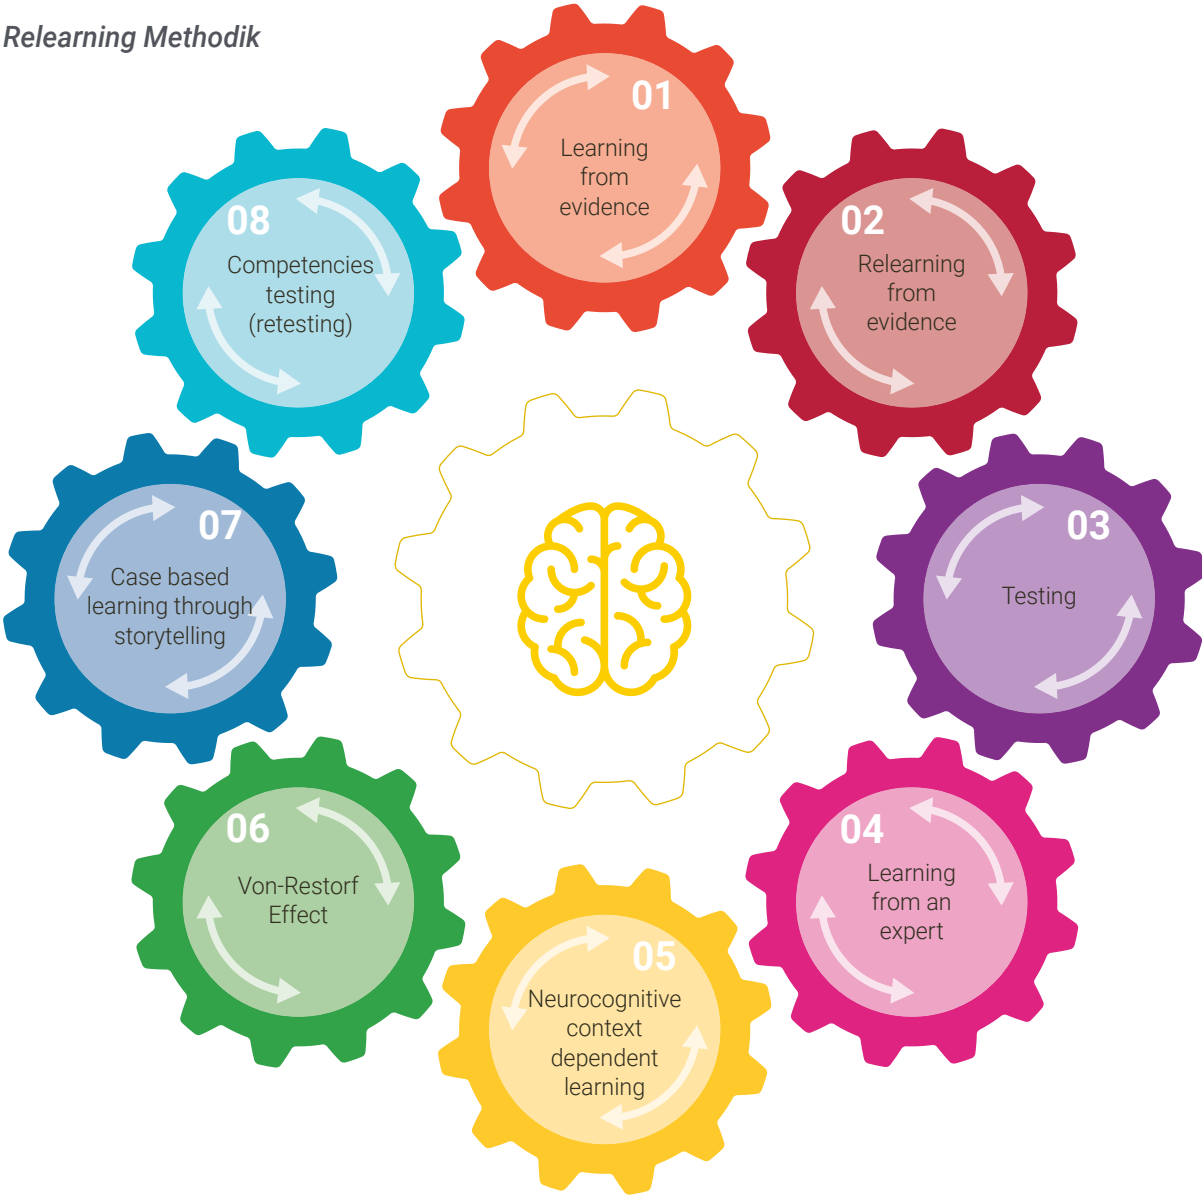 Relearning Methodik
01
Learning
from
evidence
02
Relearning
from
evidence
03
Testing
04
Learning
from an
expert
05
Neurocognitive
context
dependent
learning
06
Von-Restorf
Effect
07
Case based
learning through
storytelling
08
Competencies
testing
(retesting)